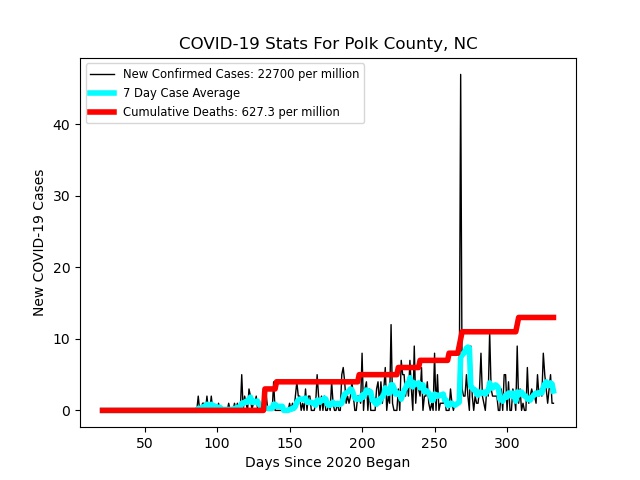 COVID-19 Stats For Polk County, NC
New Confirmed Cases: 22700 per million
7 Day Case Average
Cumulative Deaths: 627.3 per million
New COVID-19 Cases
40
30
20
10
0
50 100 150 200 250 300
Days Since 2020 Began